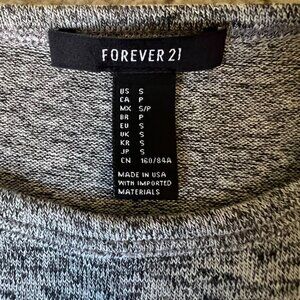 FOREVER 21
US S
CA P
MX S/P
BR P
EU S
UK S
KR S
JP S
CN 160/84A
MADE IN USA
WITH IMPORTED
MATERIALS